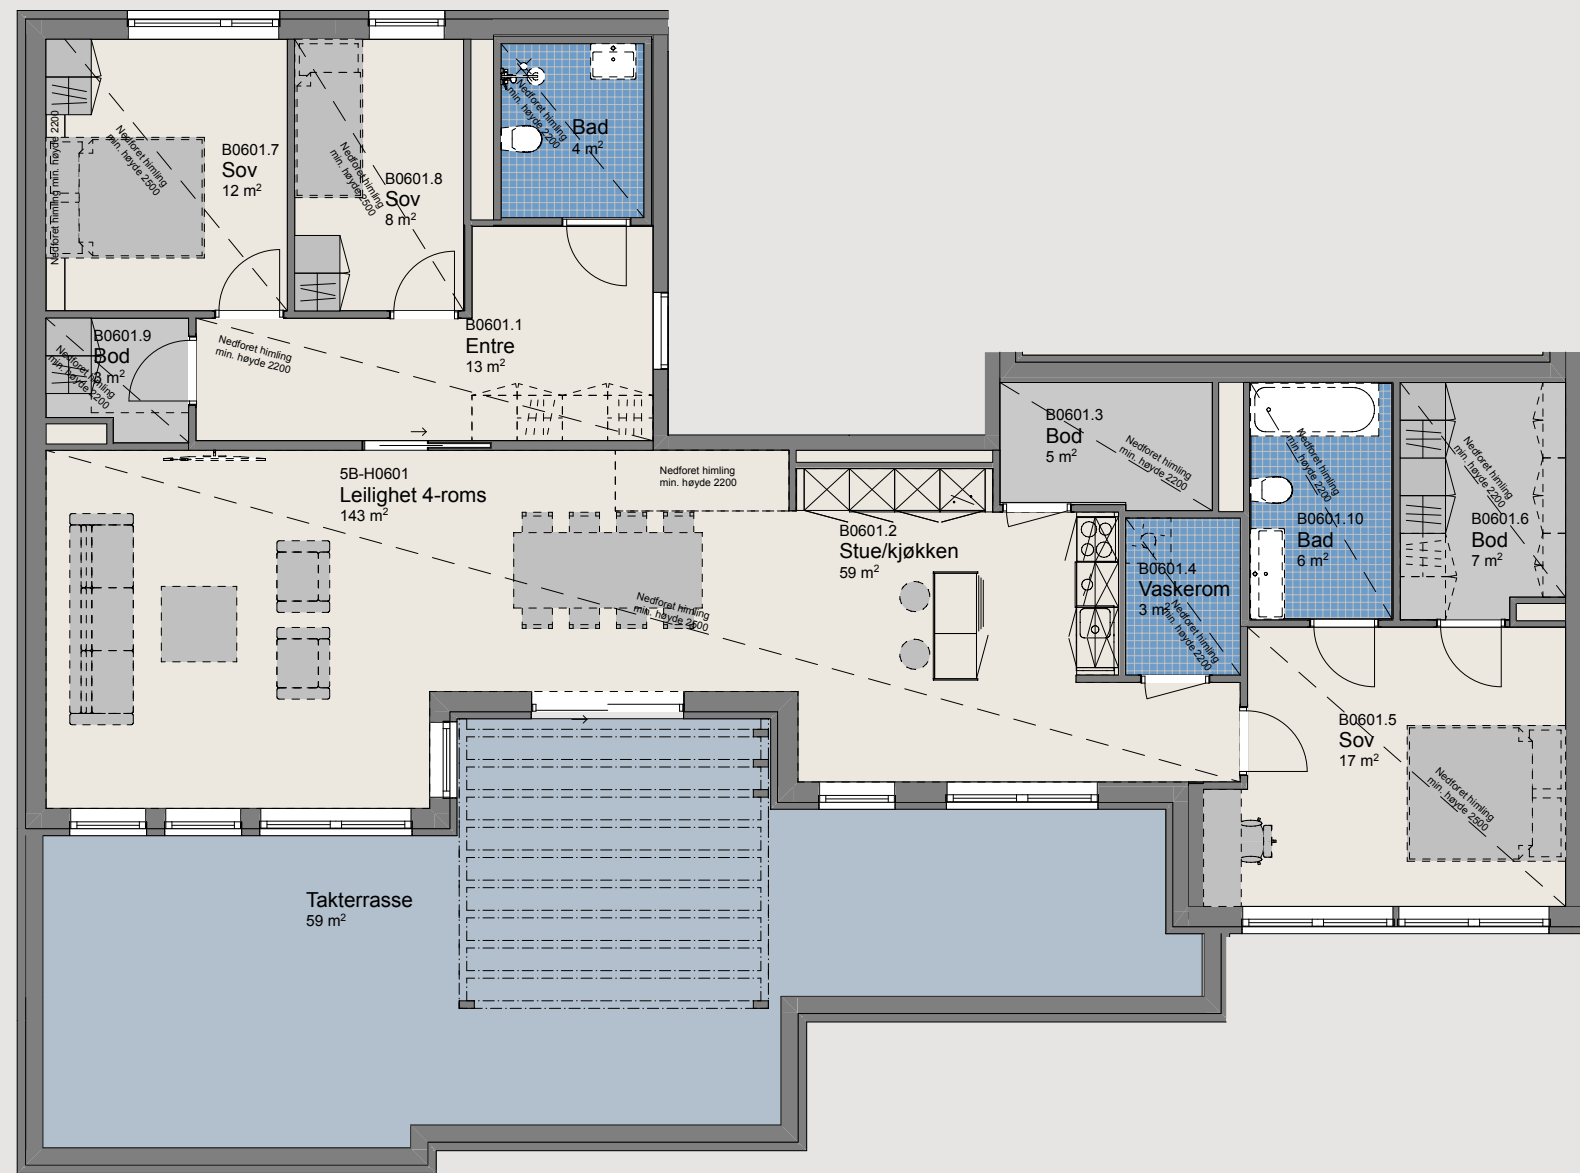 B0601.7
Sov
12 m²
Nedforet himling
min. høyde 2500
Nedforet himling min. høyde 2200
B0601.8
Sov
8 m²
Nedforet himling
min. høyde 2500
Bad
4 m²
Nedforet himling
min. høyde 2200
B0601.9
Bod
3 m²
Nedforet himling
min. høyde 2200
Nedforet himling
min. høyde 2200
B0601.1
Entre
13 m²
5B-H0601
Leilighet 4-roms
143 m²
Nedforet himling
min. høyde 2200
Nedforet himling
min. høyde 2500
B0601.2
Stue/kjøkken
59 m²
B0601.3
Bod
5 m²
Nedforet himling
min. høyde 2200
B0601.4
Vaskerom
3 m²
Nedforet himling
min. høyde 2200
B0601.10
Bad
6 m²
Nedforet himling
min. høyde 2200
B0601.6
Bod
7 m²
Nedforet himling
min. høyde 2200
B0601.5
Sov
17 m²
Nedforet himling
min. høyde 2500
Takterrasse
59 m²